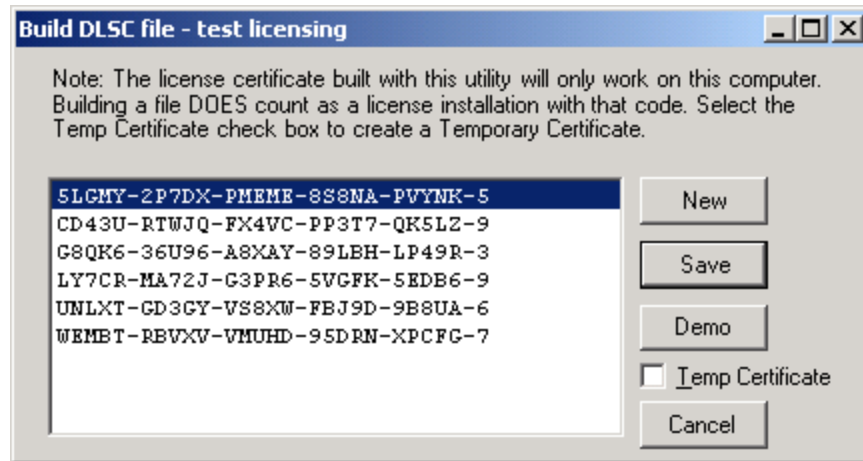 Build DLSC file - test licensing
Note: The license certificate built with this utility will only work on this computer.
Building a file DOES count as a license installation with that code. Select the
Temp Certificate check box to create a Temporary Certificate.
5LGMY-2P7DX-PMEME-8S8NA-PVYNK-5
CD43U-RTWJQ-FX4VC-PP3T7-QK5LZ-9
G8QK6-36U96-A8XAY-89LBH-LP49R-3
LY7CR-MA72J-G3PR6-5VGFK-5EDB6-9
UNLXT-GD3GY-VS8XW-FBJ9D-9B8UA-6
WEMBT-RBVXV-VMUHD-95DRN-XPCFG-7
New
Save
Demo
Temp Certificate
Cancel